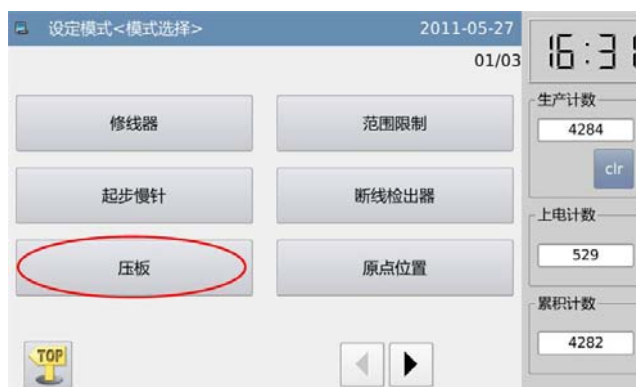 设定模式<模式选择>
2011-05-27
01/03
修线器
范围限制
起步慢针
断线检出器
压板
原点位置
TOP
16:31
生产计数
4284
clr
上电计数
529
累积计数
4282